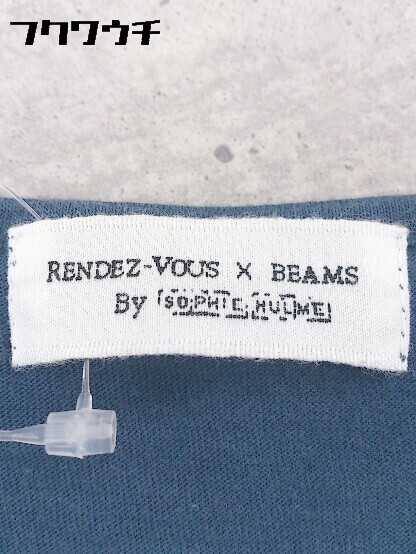 フクワウチ
RENDEZ-VOUS X BEAMS
By SOPHIE HULME